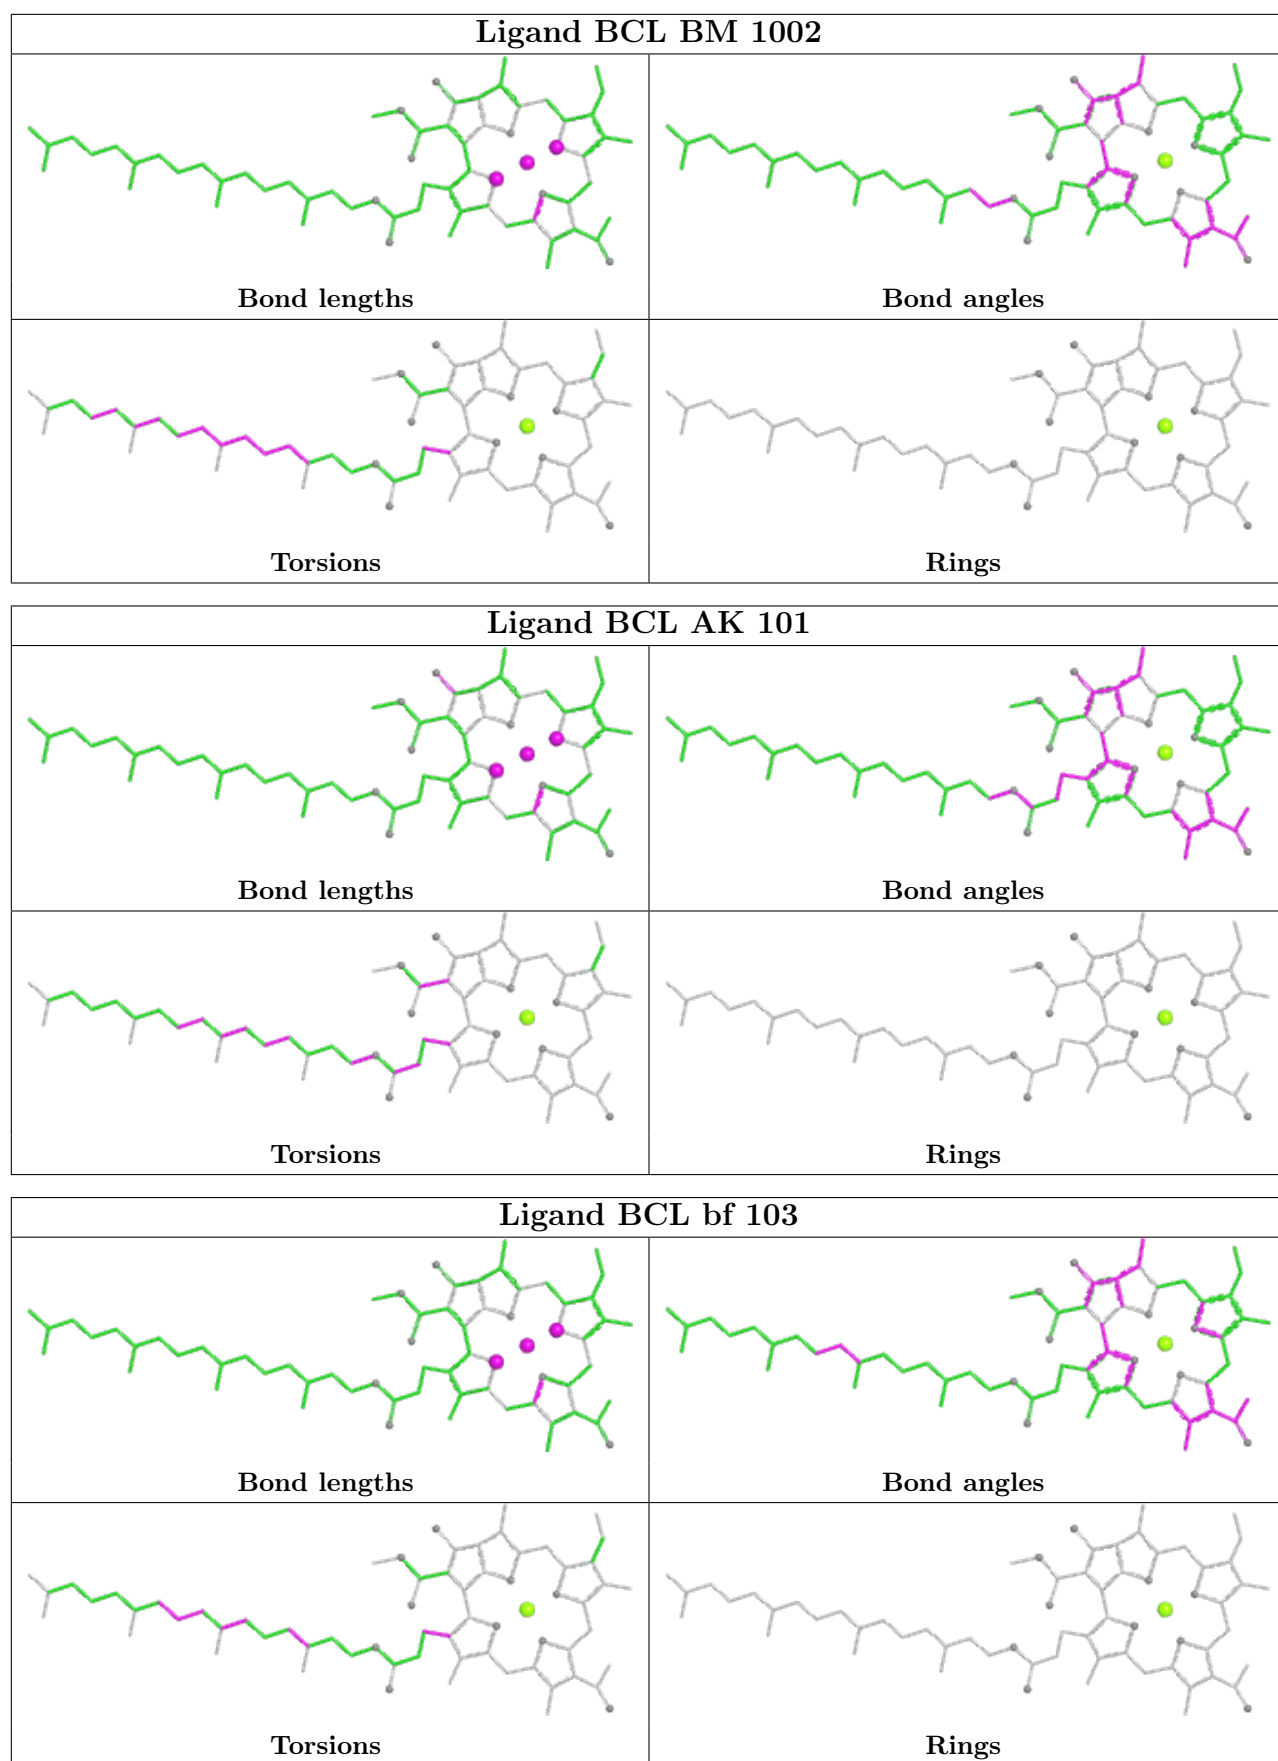 Ligand BCL BM 1002
Bond lengths
Bond angles
Torsions
Rings
Ligand BCL AK 101
Bond lengths
Bond angles
Torsions
Rings
Ligand BCL bf 103
Bond lengths
Bond angles
Torsions
Rings